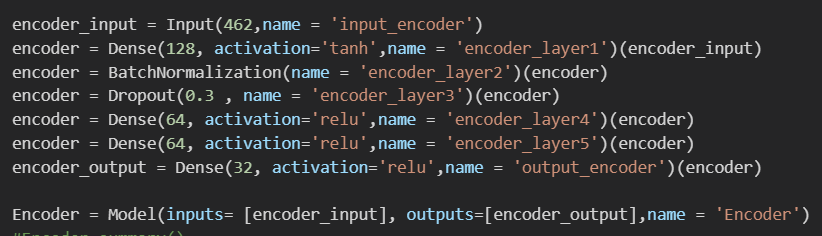 encoder_input = Input(462,name = 'input_encoder')
encoder = Dense(128, activation='tanh',name = 'encoder_layer1')(encoder_input)
encoder = BatchNormalization(name = 'encoder_layer2')(encoder)
encoder = Dropout(0.3 , name = 'encoder_layer3')(encoder)
encoder = Dense(64, activation='relu',name = 'encoder_layer4')(encoder)
encoder = Dense(64, activation='relu',name = 'encoder_layer5')(encoder)
encoder_output = Dense(32, activation='relu',name = 'output_encoder')(encoder)
Encoder = Model(inputs= [encoder_input], outputs=[encoder_output],name = 'Encoder')
#Encoder.summary()